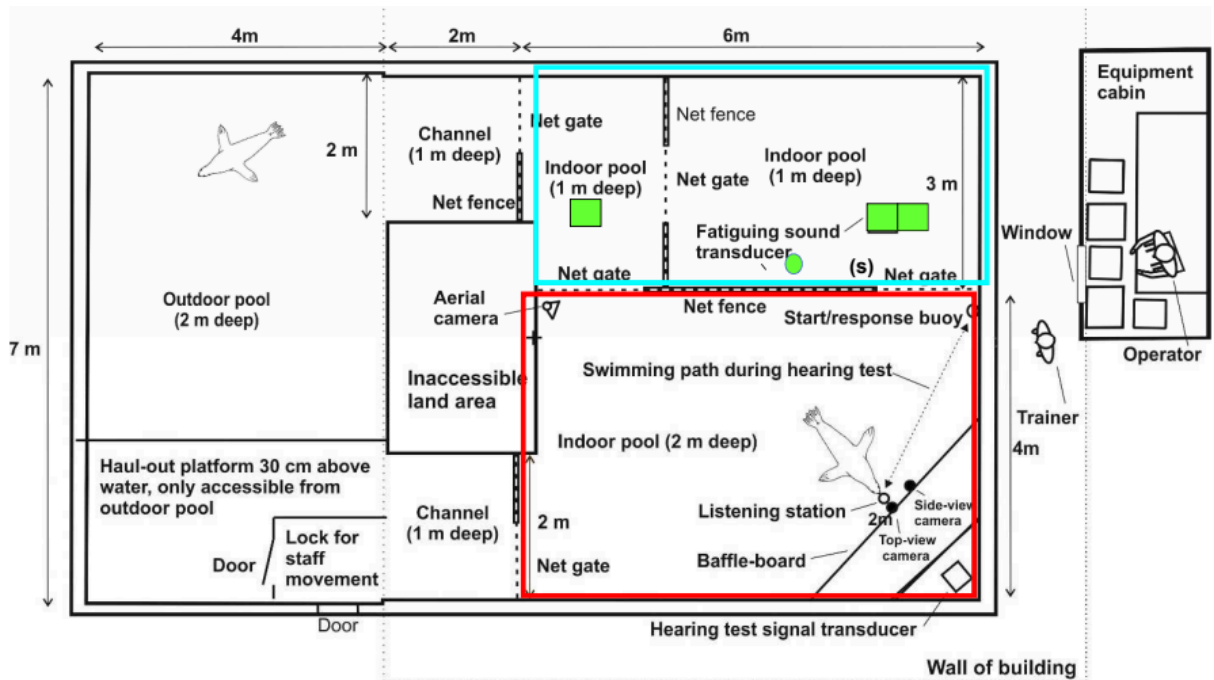 4m
2m
6m
Equipment
cabin
Channel
(1 m deep)
Net gate
Net fence
2 m
Indoor pool
(1 m deep)
Indoor pool
(1 m deep)
Net gate
3 m
Net fence
Fatiguing sound
transducer
Window
(s)
Net gate
Net gate
Outdoor pool
(2 m deep)
Aerial
camera
Net fence
Start/response buoy
7 m
Operator
Swimming path during hearing test
Inaccessible
land area
Trainer
Indoor pool (2 m deep)
4m
Haul-out platform 30 cm above
water, only accessible from
outdoor pool
Listening station
Side-view
camera
2m
Channel
(1 m deep)
2 m
Top-view
camera
Lock for
staff
movement
Door
Baffle-board
Net gate
Door
Hearing test signal transducer
Wall of building